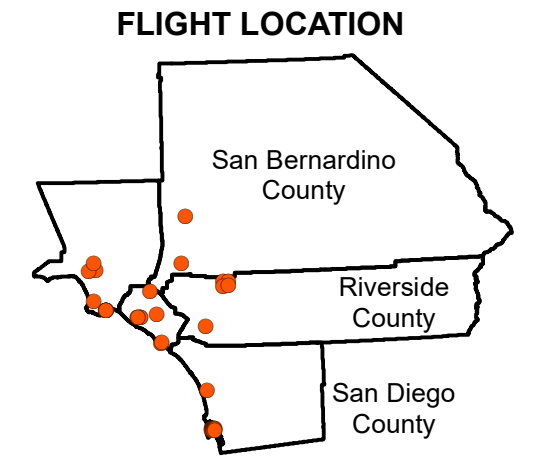 FLIGHT LOCATION
San Bernardino
County
Riverside
County
San Diego
County